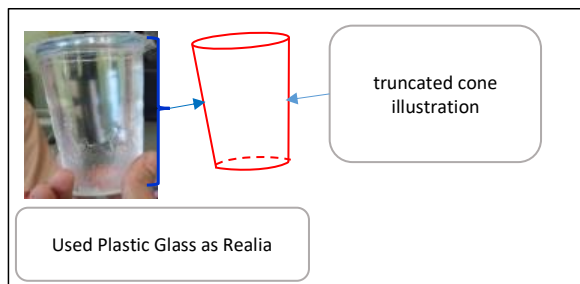 truncated cone
illustration
Used Plastic Glass as Realia